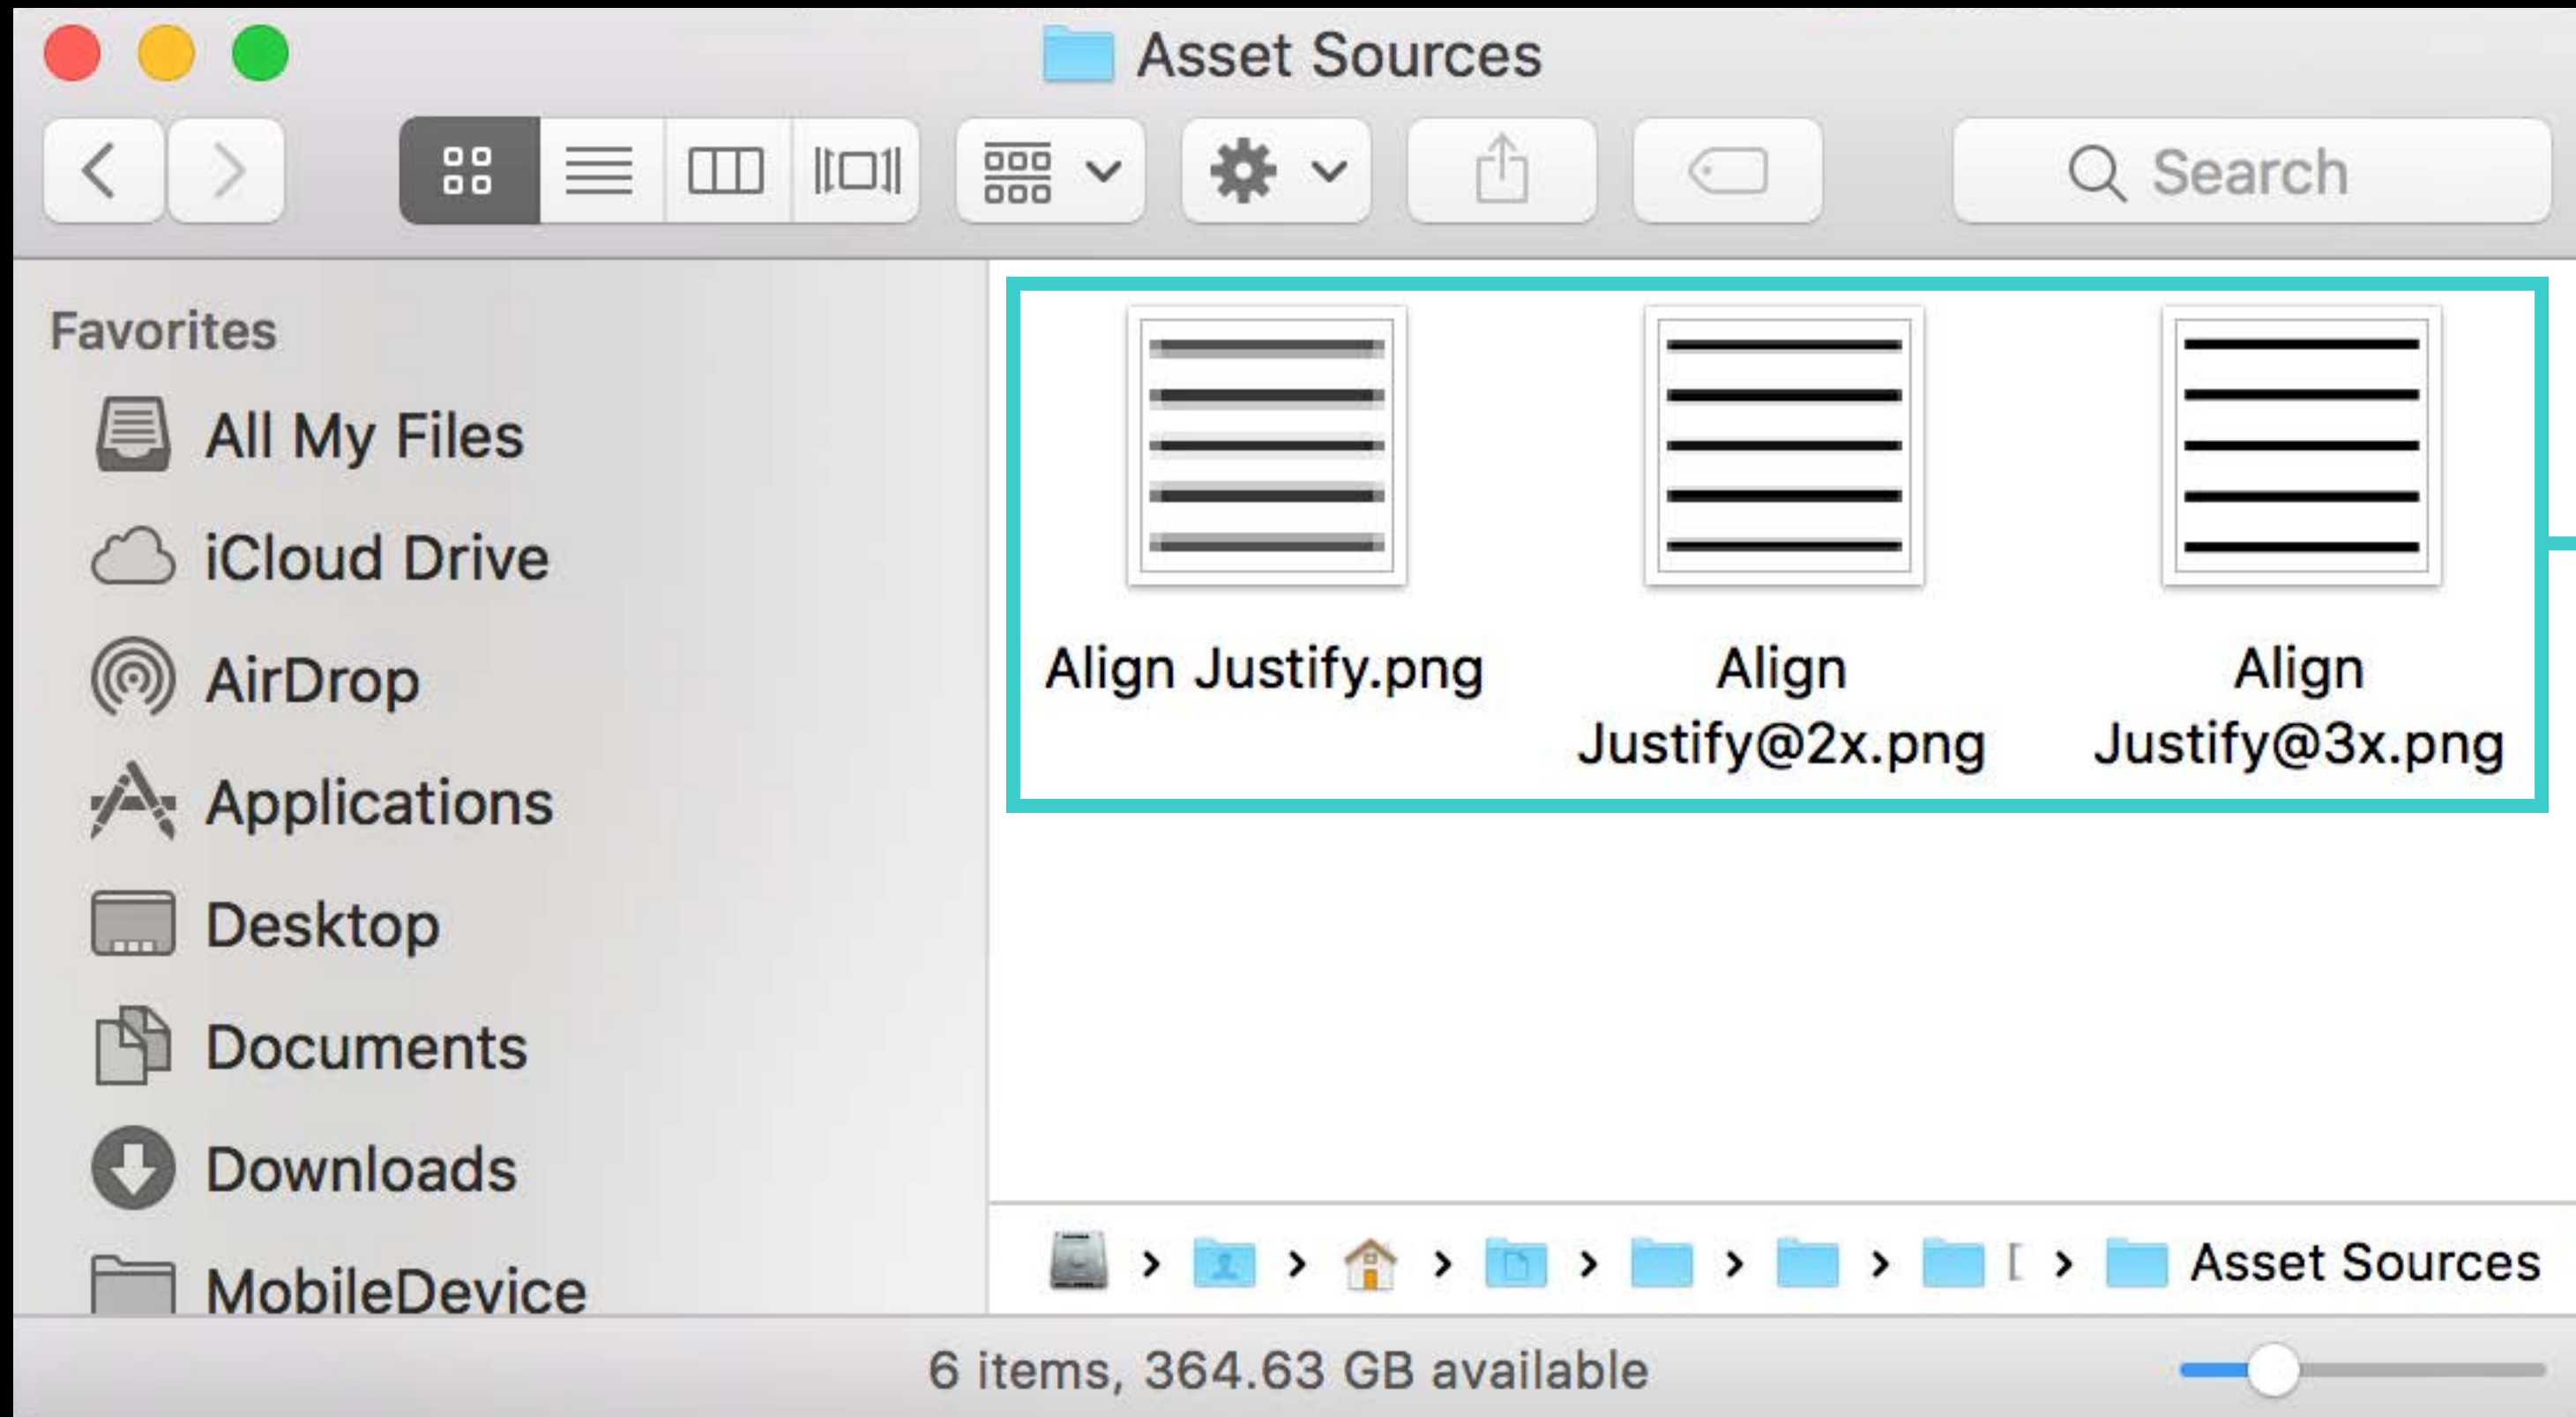 Asset Sources
Search
Favorites
All My Files
iCloud Drive
AirDrop
Applications
Desktop
Documents
Downloads
MobileDevice
Align Justify.png
Align
Justify@2x.png
Align
Justify@3x.png
Asset Sources
6 items, 364.63 GB available